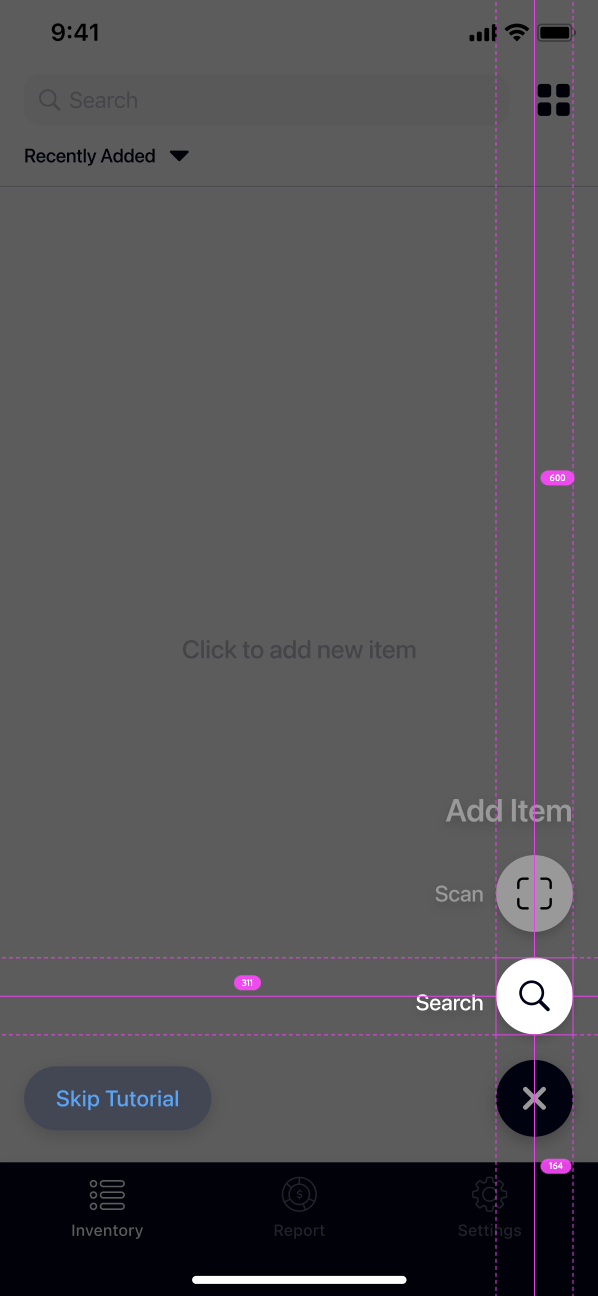 9:41
Search
Recently Added
600
Click to add new item
Add Item
Scan
311
Search
Skip Tutorial
164
$
Inventory
Report
Settings